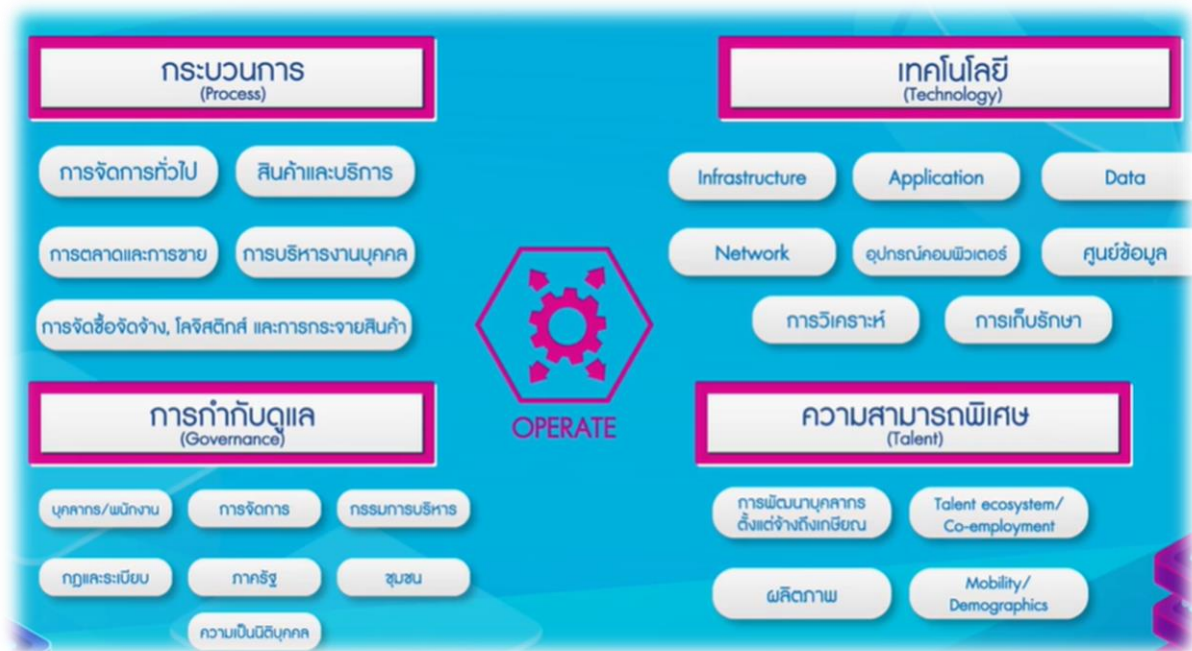 กระบวนการ
(Process)
การจัดการทั่วไป
สินค้าและบริการ
การตลาดและการขาย
การบริหารงานบุคคล
การจัดซื้อจัดจ้าง, โลจิสติกส์ และการกระจายสินค้า
เทคโนโลยี
(Technology)
Infrastructure
Application
Data
Network
อุปกรณ์คอมพิวเตอร์
ศูนย์ข้อมูล
การวิเคราะห์
การเก็บรักษา
OPERATE
การกำกับดูแล
(Governance)
บุคลากร/พนักงาน
การจัดการ
กรรมการบริหาร
กฎและระเบียบ
ภาครัฐ
ชุมชน
ความเป็นนิติบุคคล
ความสามารถพิเศษ
(Talent)
การพัฒนาบุคลากร
ตั้งแต่จ้างถึงเกษียณ
Talent ecosystem/
Co-employment
ผลิตภาพ
Mobility/
Demographics